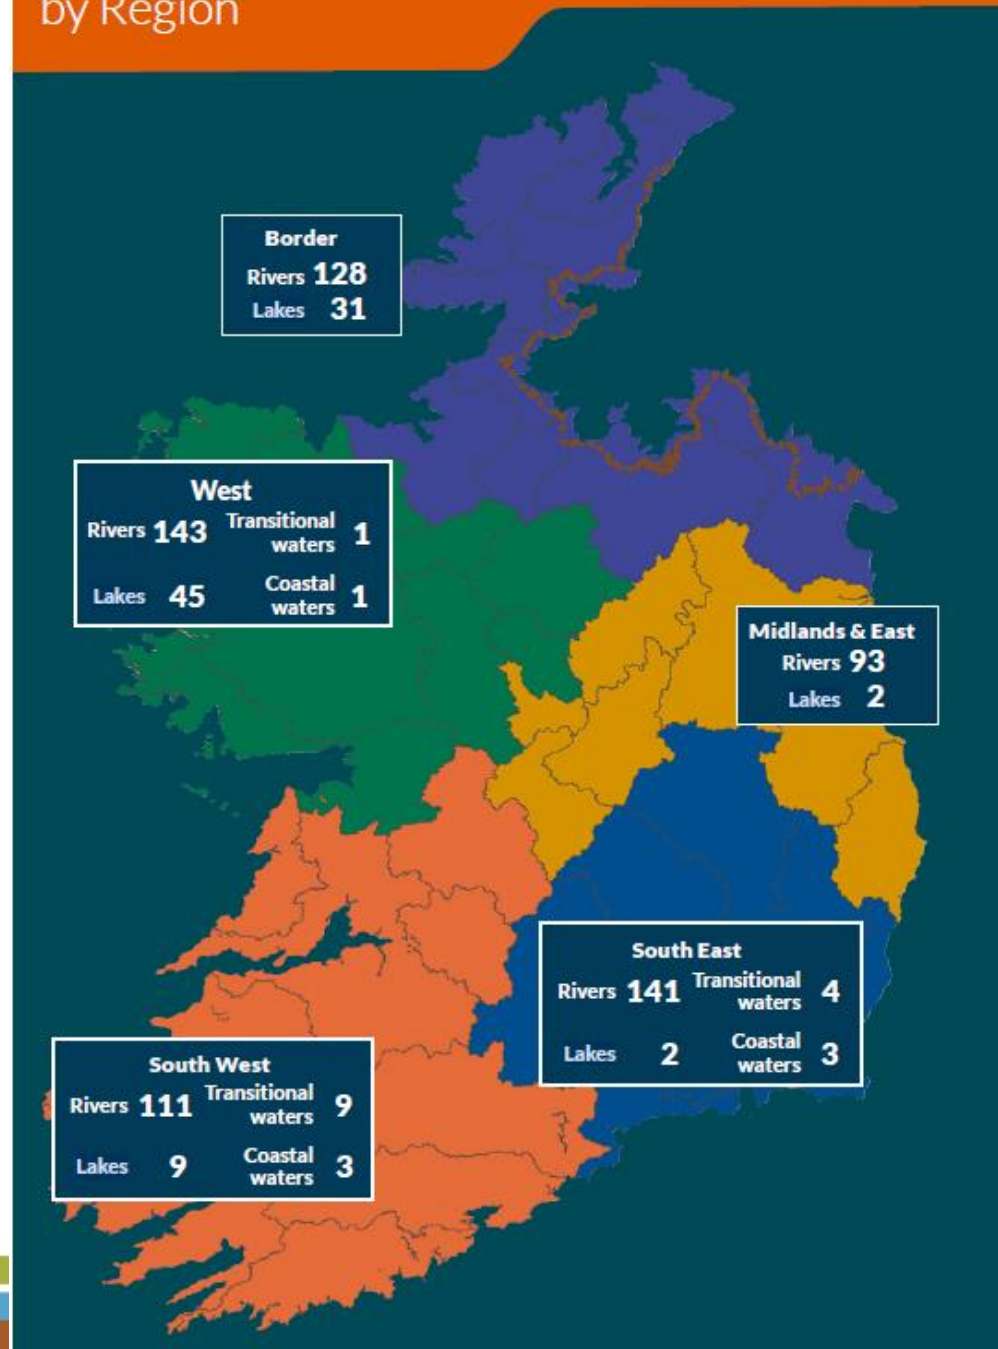 by Region
Border
Rivers 128
Lakes 31
West
Rivers 143 Transitional waters 1
Lakes 45 Coastal waters 1
Midlands & East
Rivers 93
Lakes 2
South East
Rivers 141 Transitional waters 4
Lakes 2 Coastal waters 3
South West
Rivers 111 Transitional waters 9
Lakes 9 Coastal waters 3